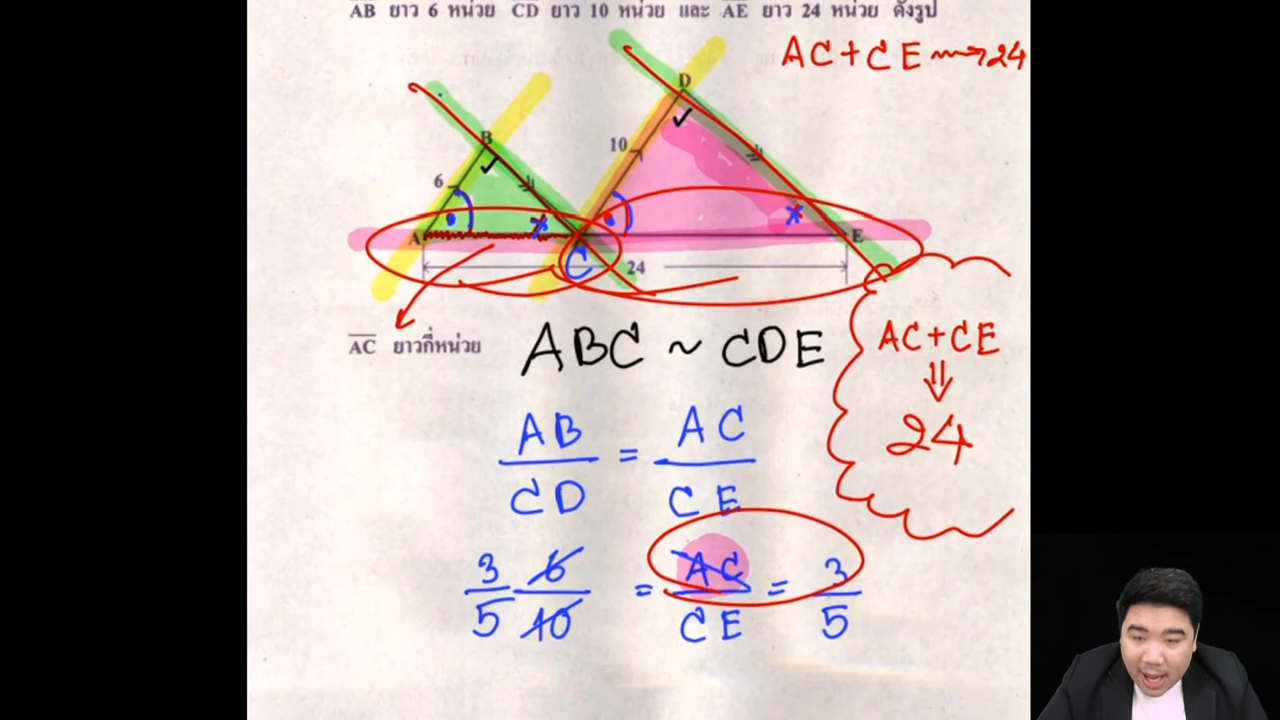 AB ยาว 6 หน่วย CD ยาว 10 หน่วย และ AE ยาว 24 หน่วย ดังรูป
AC + CE 24
D
B
10
6
A
E
C
24
AC ยาวกี่หน่วย
ABC ~ CDE
AC + CE
⇓
24
AB/CD = AC/CE
3/5 6/10 = AC/CE = 3/5